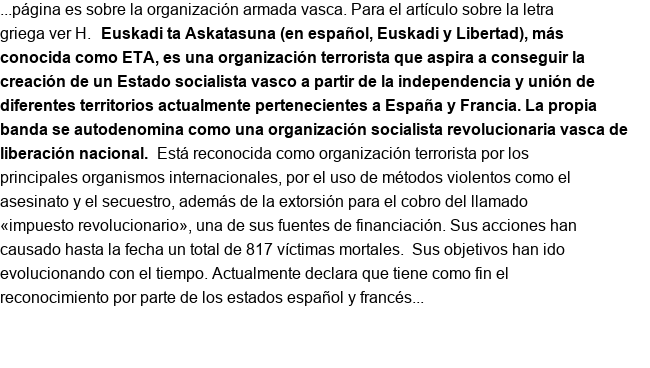 ...página es sobre la organización armada vasca. Para el artículo sobre la letra
griega ver H. Euskadi ta Askatasuna (en español, Euskadi y Libertad), más
conocida como ETA, es una organización terrorista que aspira a conseguir la
creación de un Estado socialista vasco a partir de la independencia y unión de
diferentes territorios actualmente pertenecientes a España y Francia. La propia
banda se autodenomina como una organización socialista revolucionaria vasca de
liberación nacional. Está reconocida como organización terrorista por los
principales organismos internacionales, por el uso de métodos violentos como el
asesinato y el secuestro, además de la extorsión para el cobro del llamado
«impuesto revolucionario», una de sus fuentes de financiación. Sus acciones han
causado hasta la fecha un total de 817 víctimas mortales. Sus objetivos han ido
evolucionando con el tiempo. Actualmente declara que tiene como fin el
reconocimiento por parte de los estados español y francés...